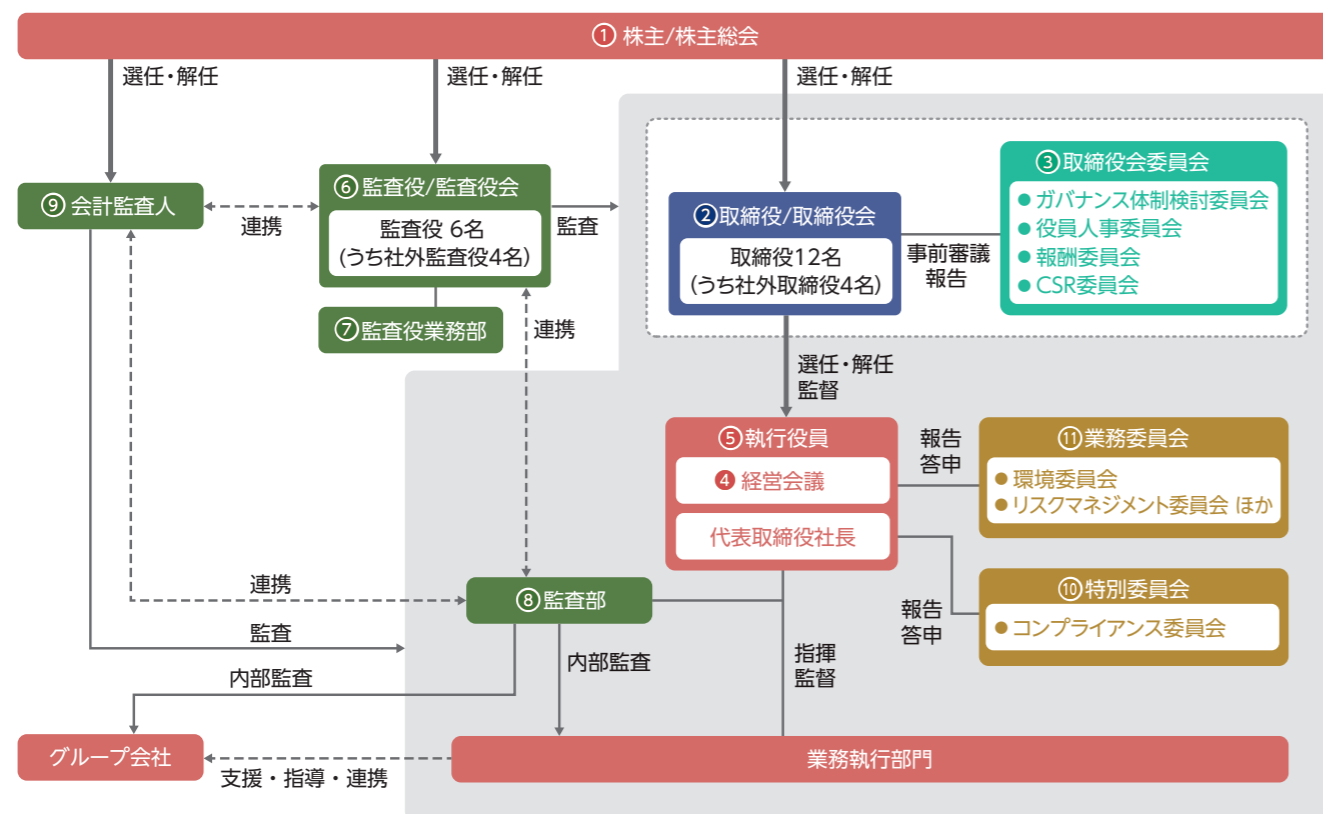 ① 株主/株主総会
選任・解任
選任・解任
選任・解任
⑨ 会計監査人
連携
⑥ 監査役/監査役会
監査役 6名
(うち社外監査役4名)
監査
⑦監査役業務部
連携
②取締役/取締役会
取締役12名
(うち社外取締役4名)
事前審議
報告
③取締役会委員会
● ガバナンス体制検討委員会
● 役員人事委員会
● 報酬委員会
● CSR委員会
選任・解任
監督
⑤執行役員
❹ 経営会議
代表取締役社長
報告
答申
⑪業務委員会
● 環境委員会
● リスクマネジメント委員会 ほか
報告
答申
⑩特別委員会
● コンプライアンス委員会
連携
⑧監査部
監査
内部監査
内部監査
指揮
監督
グループ会社
支援・指導・連携
業務執行部門